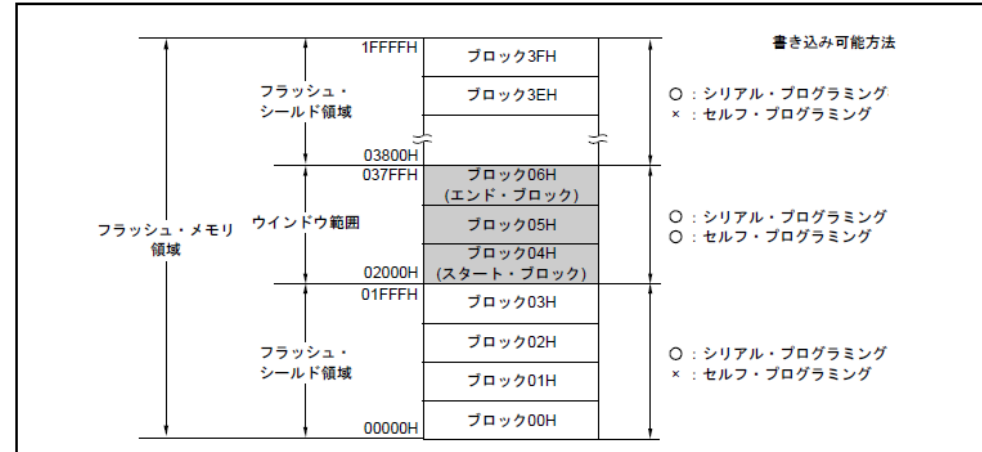 1FFFFH
ブロック3FH
書き込み可能方法
フラッシュ・
シールド領域
ブロック3EH
○ : シリアル・プログラミング
× : セルフ・プログラミング
03800H
037FFH
ブロック06H
(エンド・ブロック)
フラッシュ・メモリ
領域
ウインドウ範囲
ブロック05H
○ : シリアル・プログラミング
○ : セルフ・プログラミング
ブロック04H
(スタート・ブロック)
02000H
01FFFH
ブロック03H
ブロック02H
フラッシュ・
シールド領域
○ : シリアル・プログラミング
× : セルフ・プログラミング
ブロック01H
ブロック00H
00000H